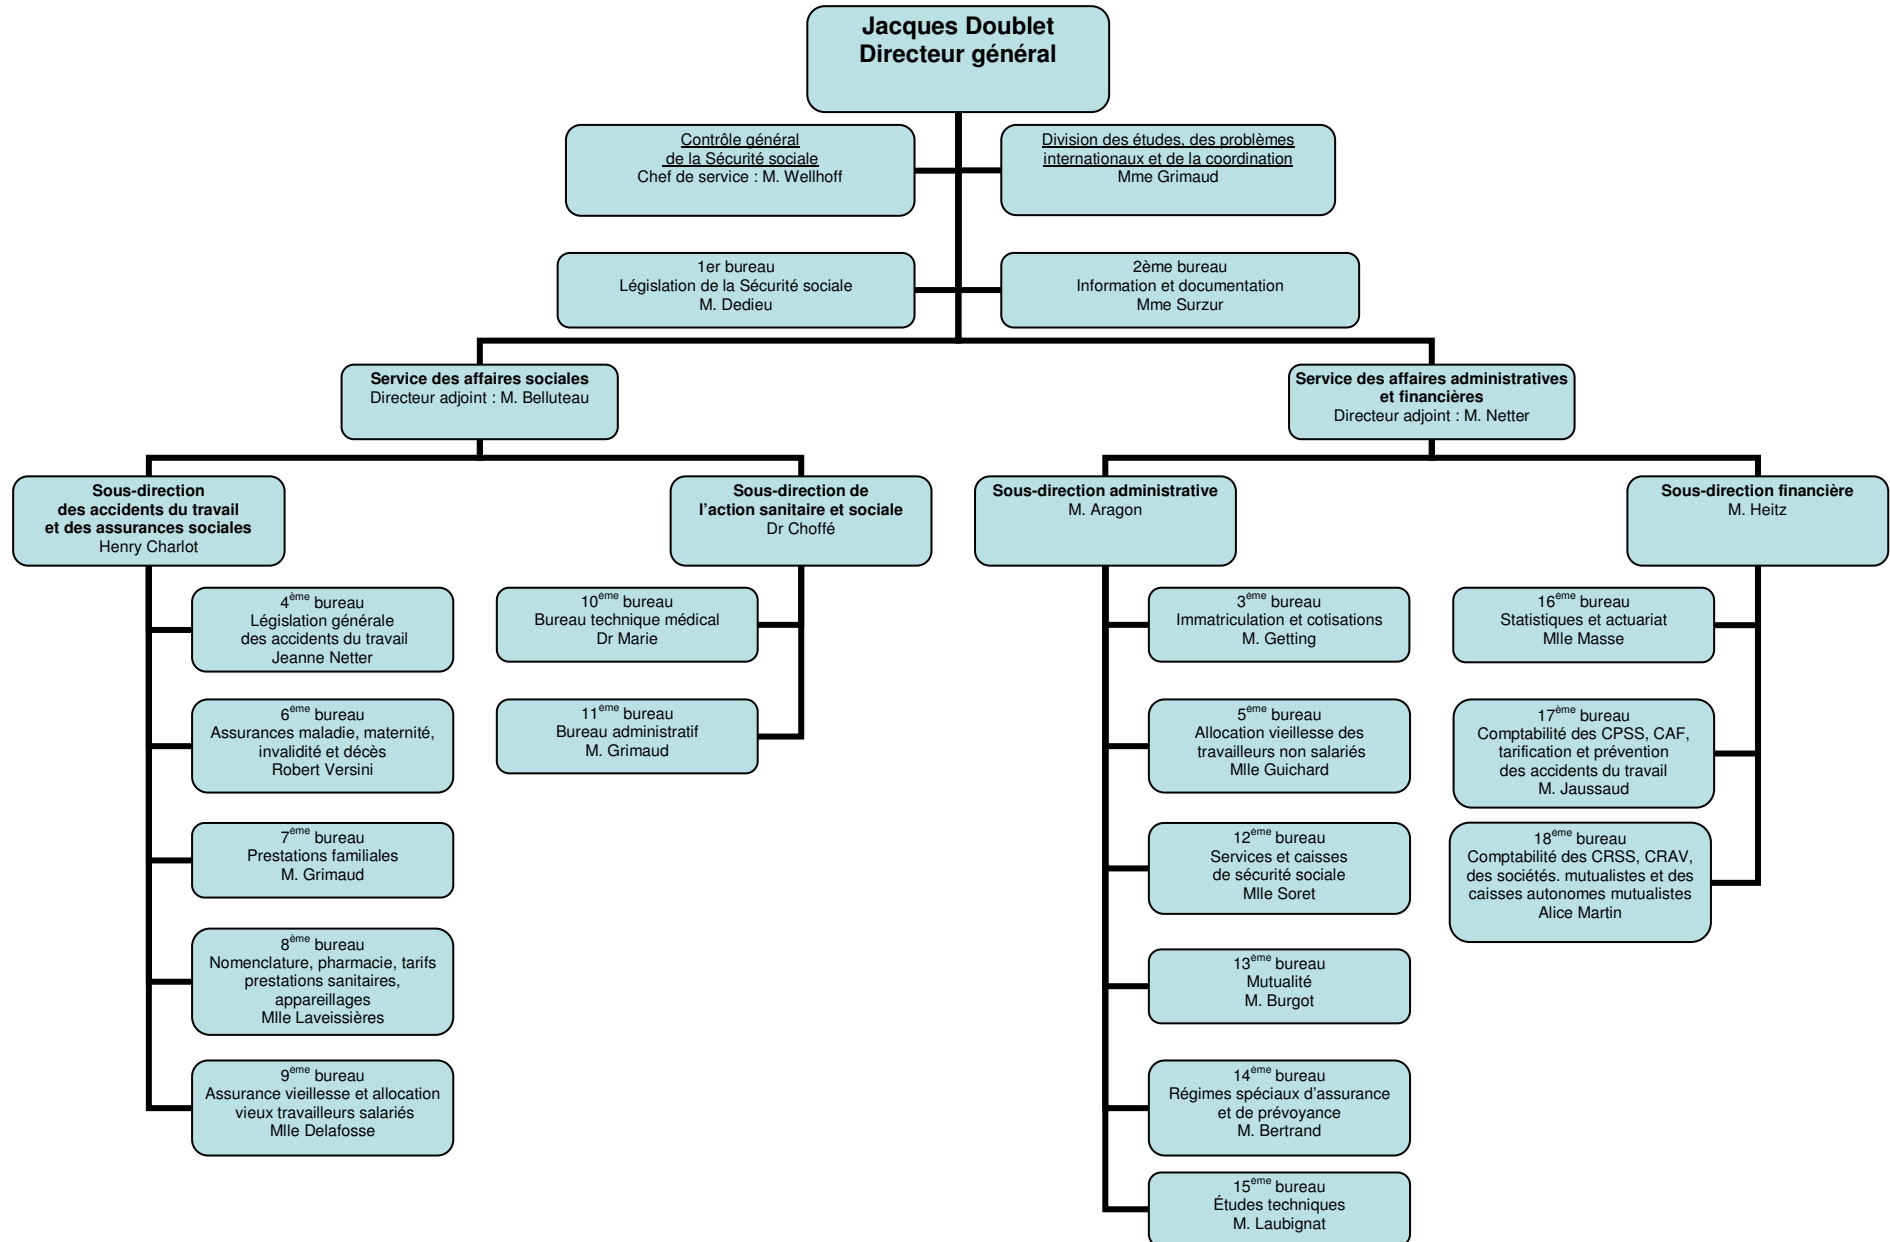 Jacques Doublet
Directeur général
Contrôle général
de la Sécurité sociale
Chef de service : M. Wellhoff
Division des études, des problèmes
internationaux et de la coordination
Mme Grimaud
1er bureau
Législation de la Sécurité sociale
M. Dedieu
2ème bureau
Information et documentation
Mme Surzur
Service des affaires sociales
Directeur adjoint : M. Belluteau
Service des affaires administratives
et financières
Directeur adjoint : M. Netter
Sous-direction
des accidents du travail
et des assurances sociales
Henry Charlot
Sous-direction de
l’action sanitaire et sociale
Dr Choffé
Sous-direction administrative
M. Aragon
Sous-direction financière
M. Heitz
4ème bureau
Législation générale
des accidents du travail
Jeanne Netter
6ème bureau
Assurances maladie, maternité,
invalidité et décès
Robert Versini
7ème bureau
Prestations familiales
M. Grimaud
8ème bureau
Nomenclature, pharmacie, tarifs
prestations sanitaires,
appareillages
Mlle Laveissières
9ème bureau
Assurance vieillesse et allocation
vieux travailleurs salariés
Mlle Delafosse
10ème bureau
Bureau technique médical
Dr Marie
11ème bureau
Bureau administratif
M. Grimaud
3ème bureau
Immatriculation et cotisations
M. Getting
5ème bureau
Allocation vieillesse des
travailleurs non salariés
Mlle Guichard
12ème bureau
Services et caisses
de sécurité sociale
Mlle Soret
13ème bureau
Mutualité
M. Burgot
14ème bureau
Régimes spéciaux d’assurance
et de prévoyance
M. Bertrand
15ème bureau
Études techniques
M. Laubignat
16ème bureau
Statistiques et actuariat
Mlle Masse
17ème bureau
Comptabilité des CPSS, CAF,
tarification et prévention
des accidents du travail
M. Jaussaud
18ème bureau
Comptabilité des CRSS, CRAV,
des sociétés. mutualistes et des
caisses autonomes mutualistes
Alice Martin